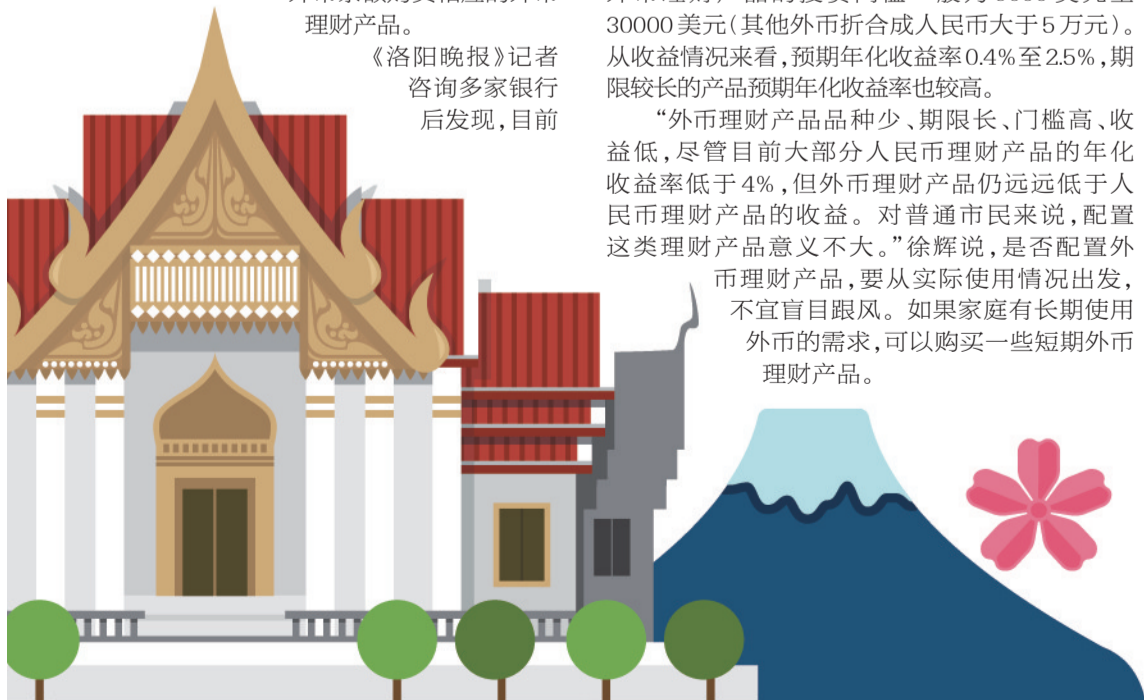 理财产品。
《洛阳晚报》记者
咨询多家银行
后发现，目前
30000美元（其他外币折合成人民币大于5万元）。
从收益情况来看，预期年化收益率0.4%至2.5%，期
限较长的产品预期年化收益率也较高。
“外币理财产品品种少、期限长、门槛高、收
益低，尽管目前大部分人民币理财产品的年化
收益率低于4%，但外币理财产品仍远远低于人
民币理财产品的收益。对普通市民来说，配置
这类理财产品意义不大。”徐辉说，是否配置外
币理财产品，要从实际使用情况出发，
不宜盲目跟风。如果家庭有长期使用
外币的需求，可以购买一些短期外币
理财产品。